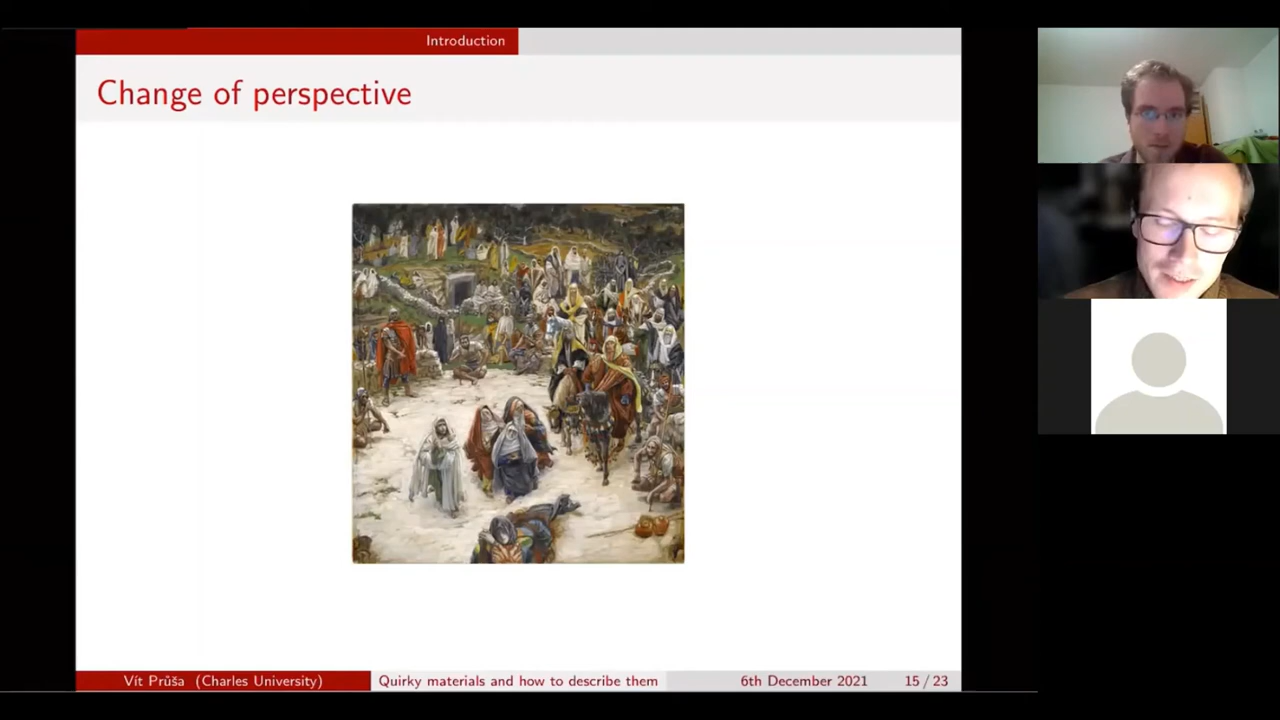 Introduction
Change of perspective
Vít Průša (Charles University)
Quirky materials and how to describe them
6th December 2021
15 / 23